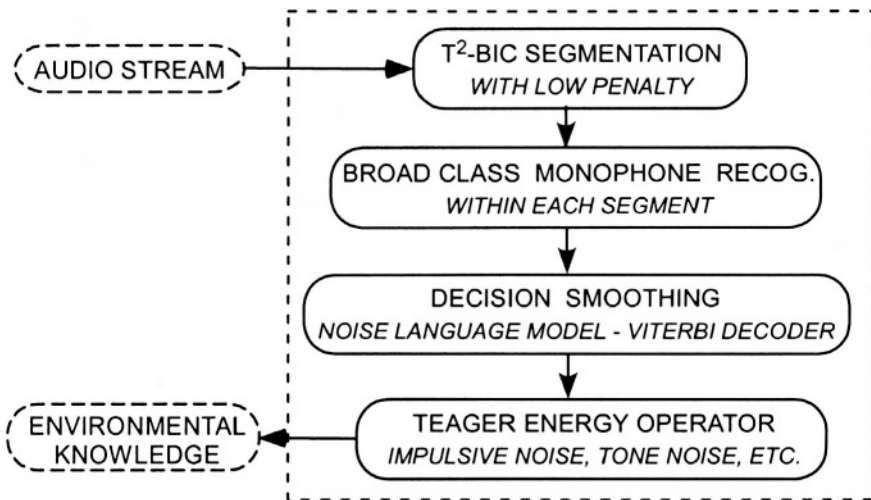 AUDIO STREAM
T²-BIC SEGMENTATION
WITH LOW PENALTY
BROAD CLASS MONOPHONE RECOG.
WITHIN EACH SEGMENT
DECISION SMOOTHING
NOISE LANGUAGE MODEL - VITERBI DECODER
TEAGER ENERGY OPERATOR
IMPULSIVE NOISE, TONE NOISE, ETC.
ENVIRONMENTAL
KNOWLEDGE